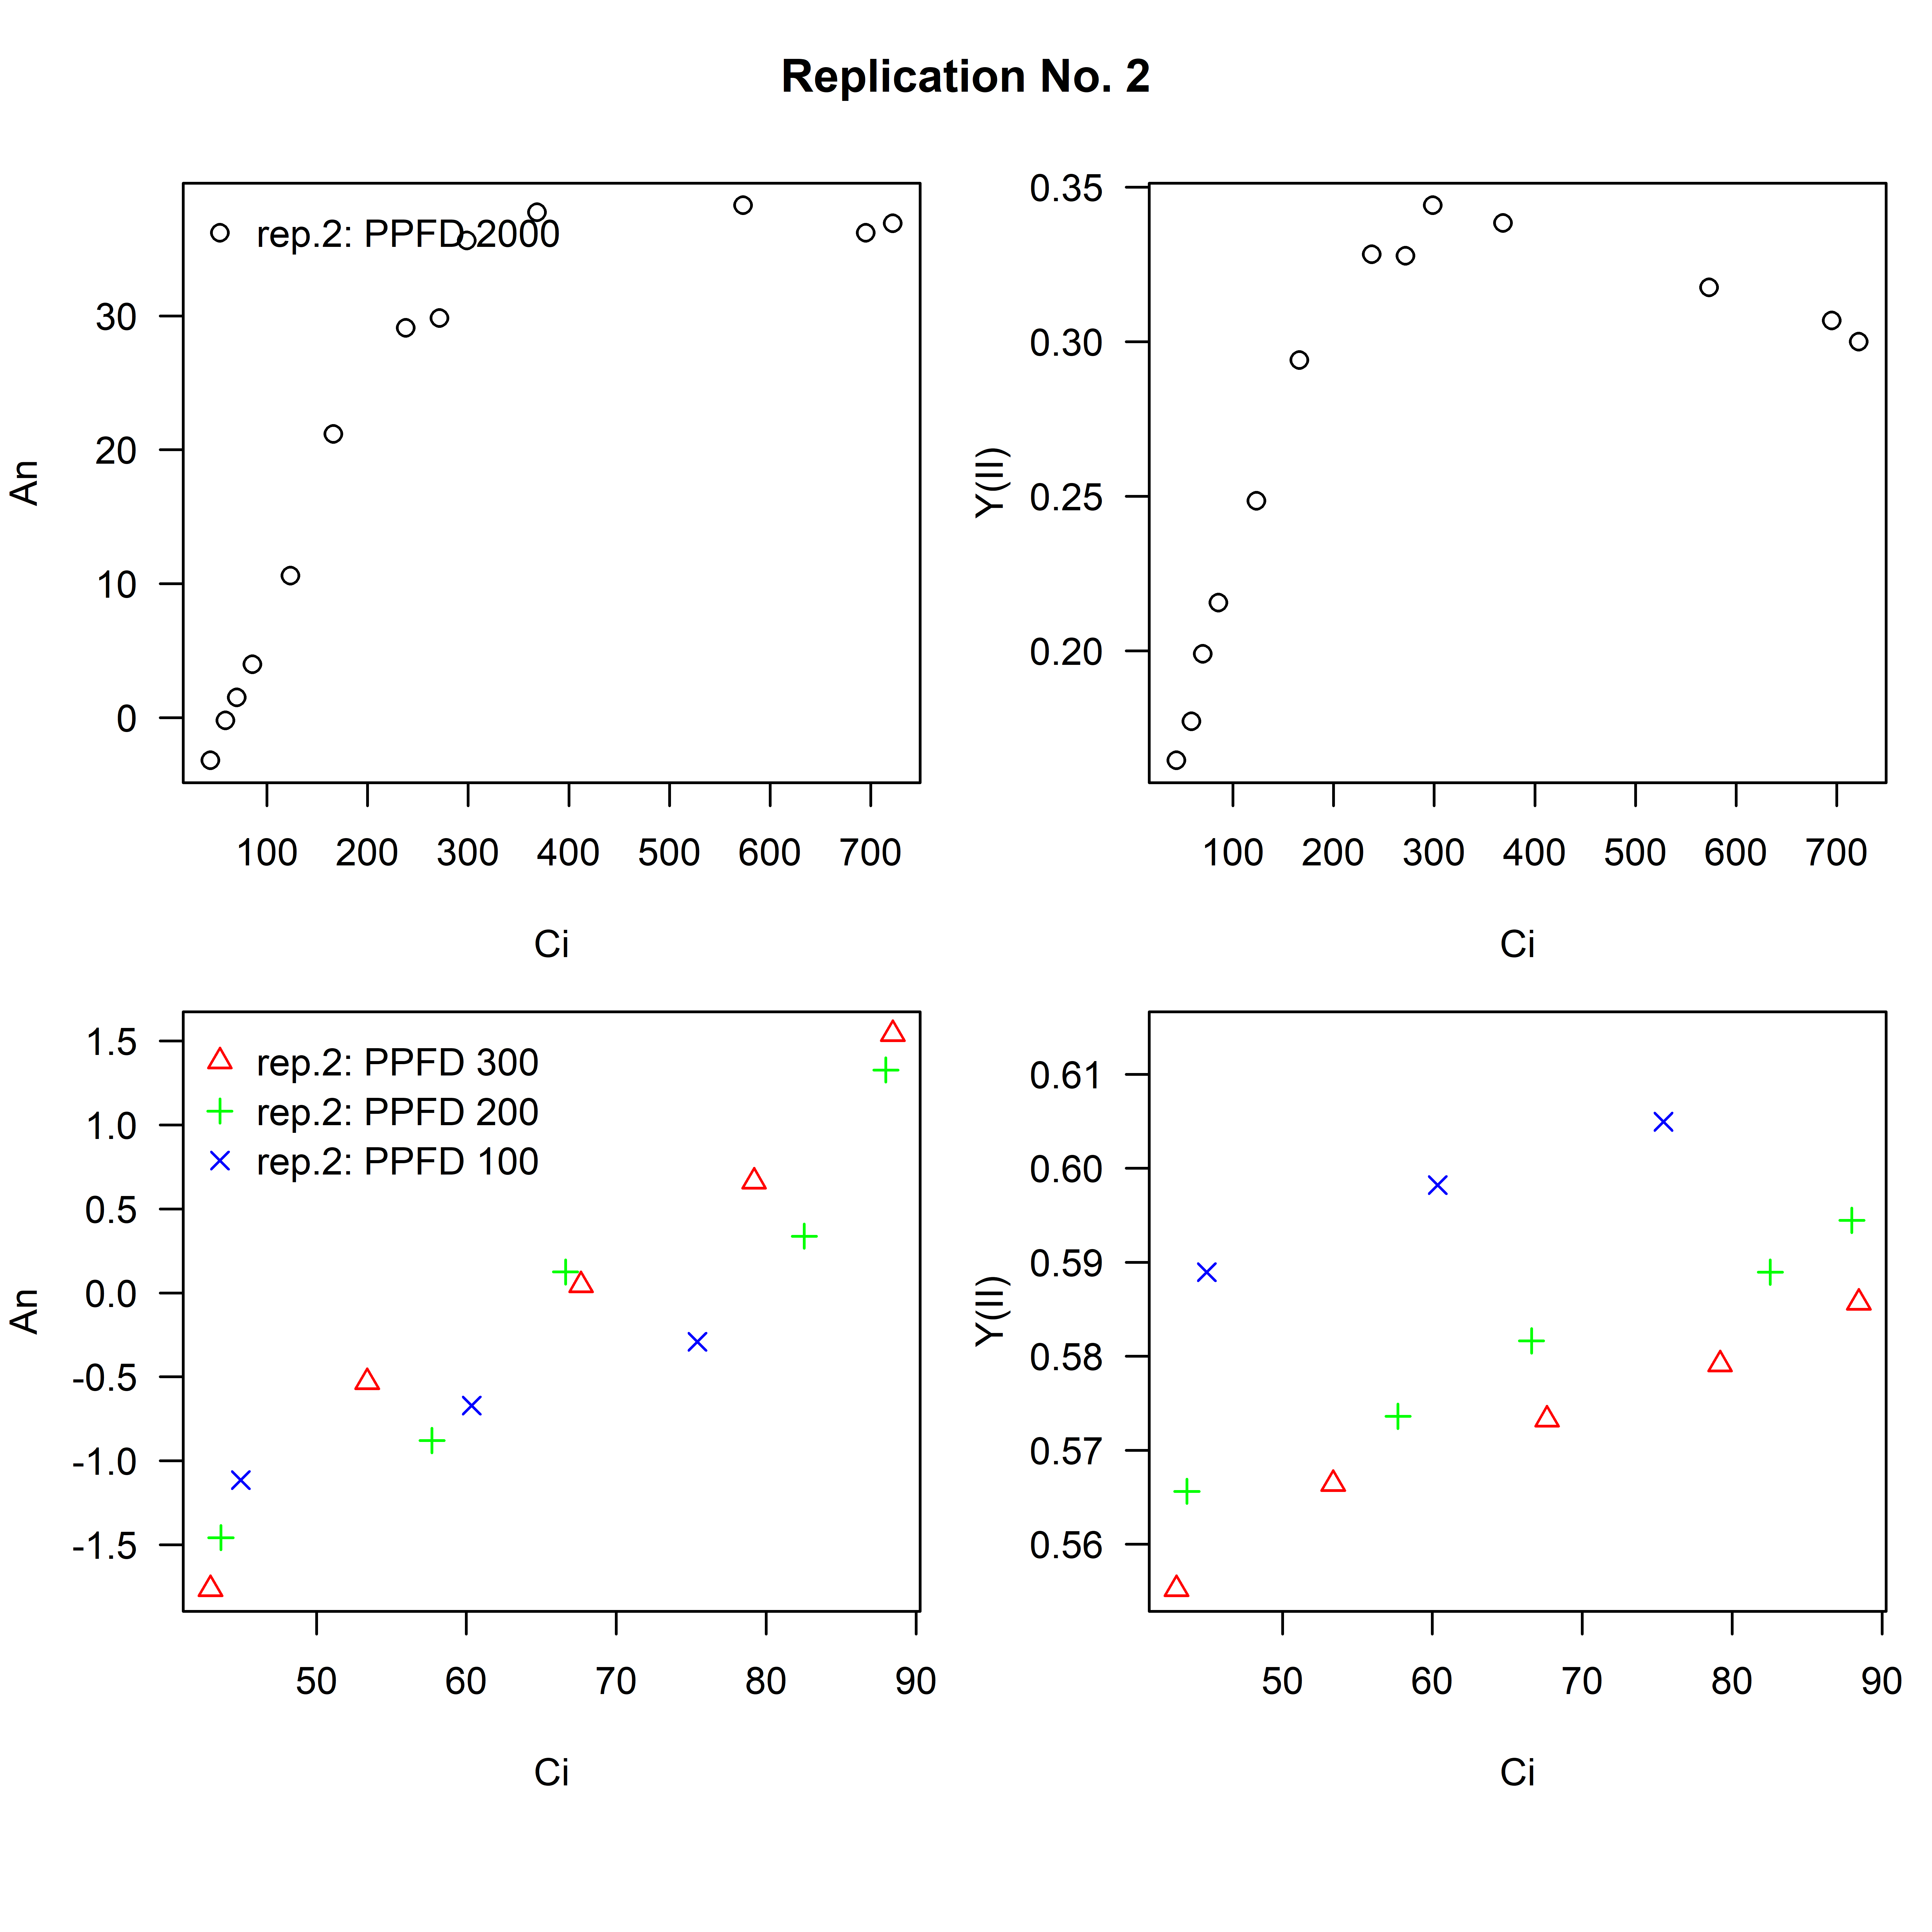 Replication No. 2
An
30
20
10
0
rep.2: PPFD 2000
100 200 300 400 500 600 700
Ci
Y(II)
0.35
0.30
0.25
0.20
100 200 300 400 500 600 700
Ci
An
1.5
1.0
0.5
0.0
-0.5
-1.0
-1.5
rep.2: PPFD 300
rep.2: PPFD 200
rep.2: PPFD 100
50 60 70 80 90
Ci
Y(II)
0.61
0.60
0.59
0.58
0.57
0.56
50 60 70 80 90
Ci